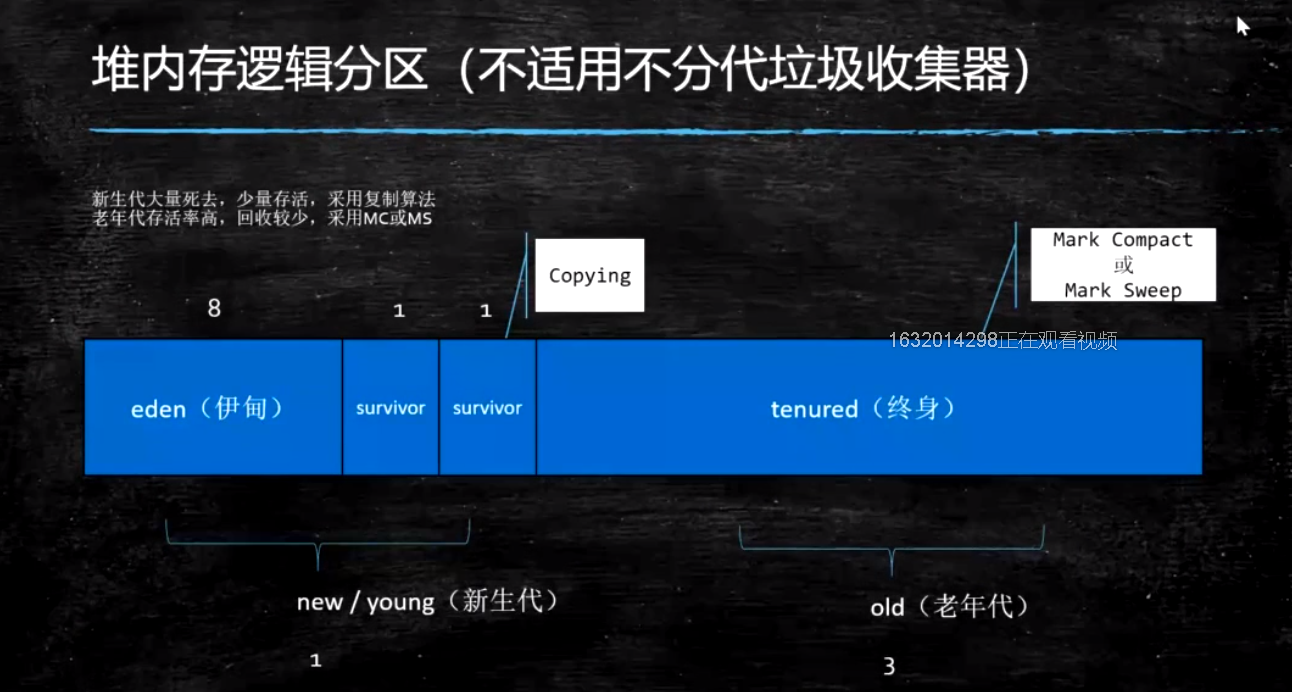 堆内存逻辑分区（不适用不分代垃圾收集器）
新生代大量死去，少量存活，采用复制算法
老年代存活率高，回收较少，采用MC或MS
Copying
Mark Compact
或
Mark Sweep
8
1
1
1632014298正在观看视频
eden（伊甸）
survivor
survivor
tenured（终身）
new / young（新生代）
old（老年代）
1
3